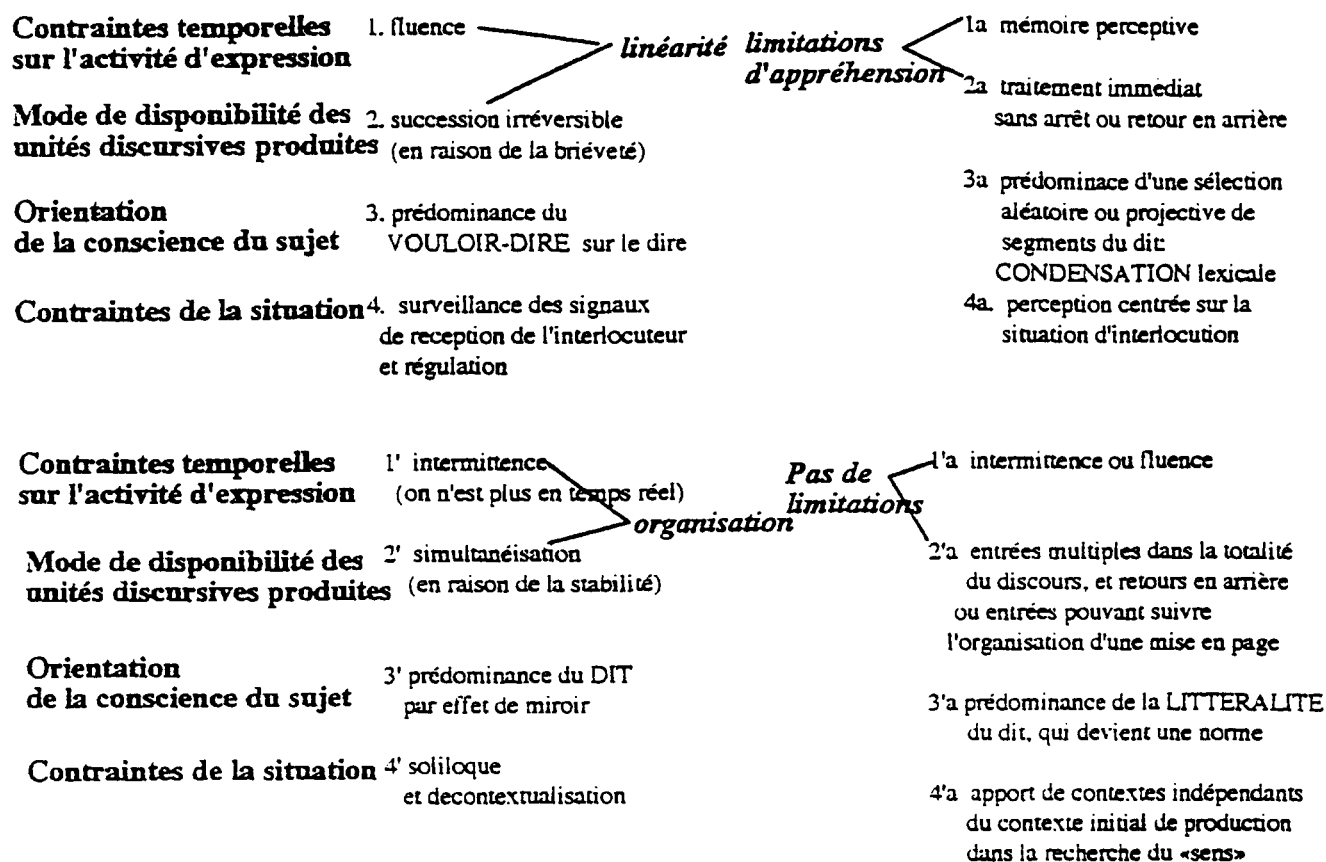 Contraintes temporelles
sur l'activité d'expression
1. fluence
linéarité
limitations
d'appréhension
1a mémoire perceptive
2a traitement immédiat
sans arrêt ou retour en arrière
Mode de disponibilité des
unités discursives produites
2. succession irréversible
(en raison de la briéveté)
3a prédominace d'une sélection
aléatoire ou projective de
segments du dit:
CONDENSATION lexicale
Orientation
de la conscience du sujet
3. prédominance du
VOULOIR-DIRE sur le dire
Contraintes de la situation
4. surveillance des signaux
de reception de l'interlocuteur
et régulation
4a. perception centrée sur la
situation d'interlocution
Contraintes temporelles
sur l'activité d'expression
1' intermittence
(on n'est plus en temps réel)
organisation
Pas de
limitations
1'a intermittence ou fluence
Mode de disponibilité des
unités discursives produites
2' simultanéisation
(en raison de la stabilité)
2'a entrées multiples dans la totalité
du discours, et retours en arrière
ou entrées pouvant suivre
l'organisation d'une mise en page
Orientation
de la conscience du sujet
3' prédominance du DIT
par effet de miroir
3'a prédominance de la LITTERALITE
du dit, qui devient une norme
Contraintes de la situation
4' soliloque
et decontextualisation
4'a apport de contextes indépendants
du contexte initial de production
dans la recherche du «sens»